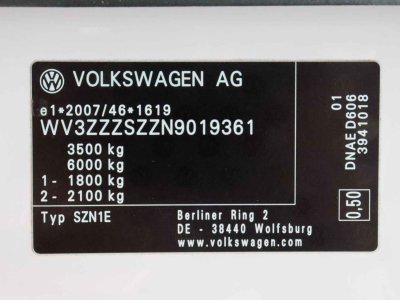 VOLKSWAGEN AG
e1*2007/46*1619
WV3ZZZSZZN9019361
3500 kg
6000 kg
1- 1800 kg
2- 2100 kg
Typ SZN1E
Berliner Ring 2
DE - 38440 Wolfsburg
www.volkswagen.com
01
DNAE D606
3941018
0,50